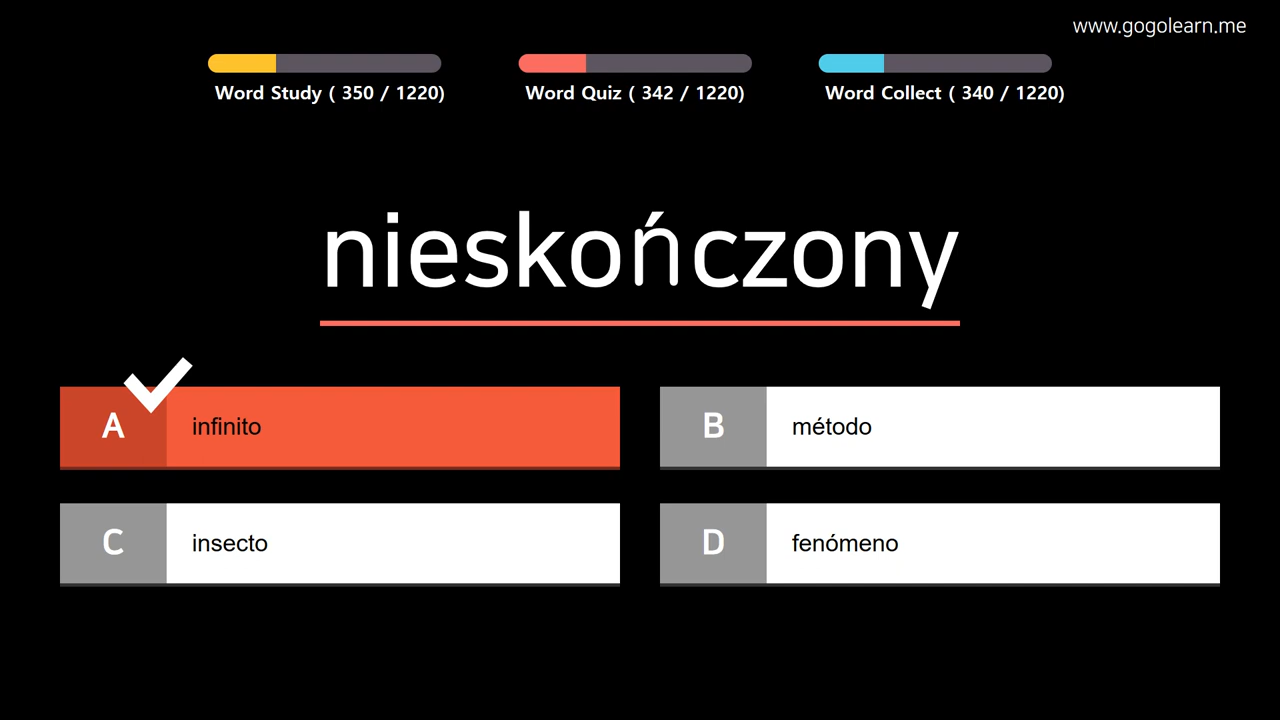 www.gogolearn.me
Word Study ( 350 / 1220)
Word Quiz ( 342 / 1220)
Word Collect ( 340 / 1220)
nieskończony
A infinito
B método
C insecto
D fenómeno